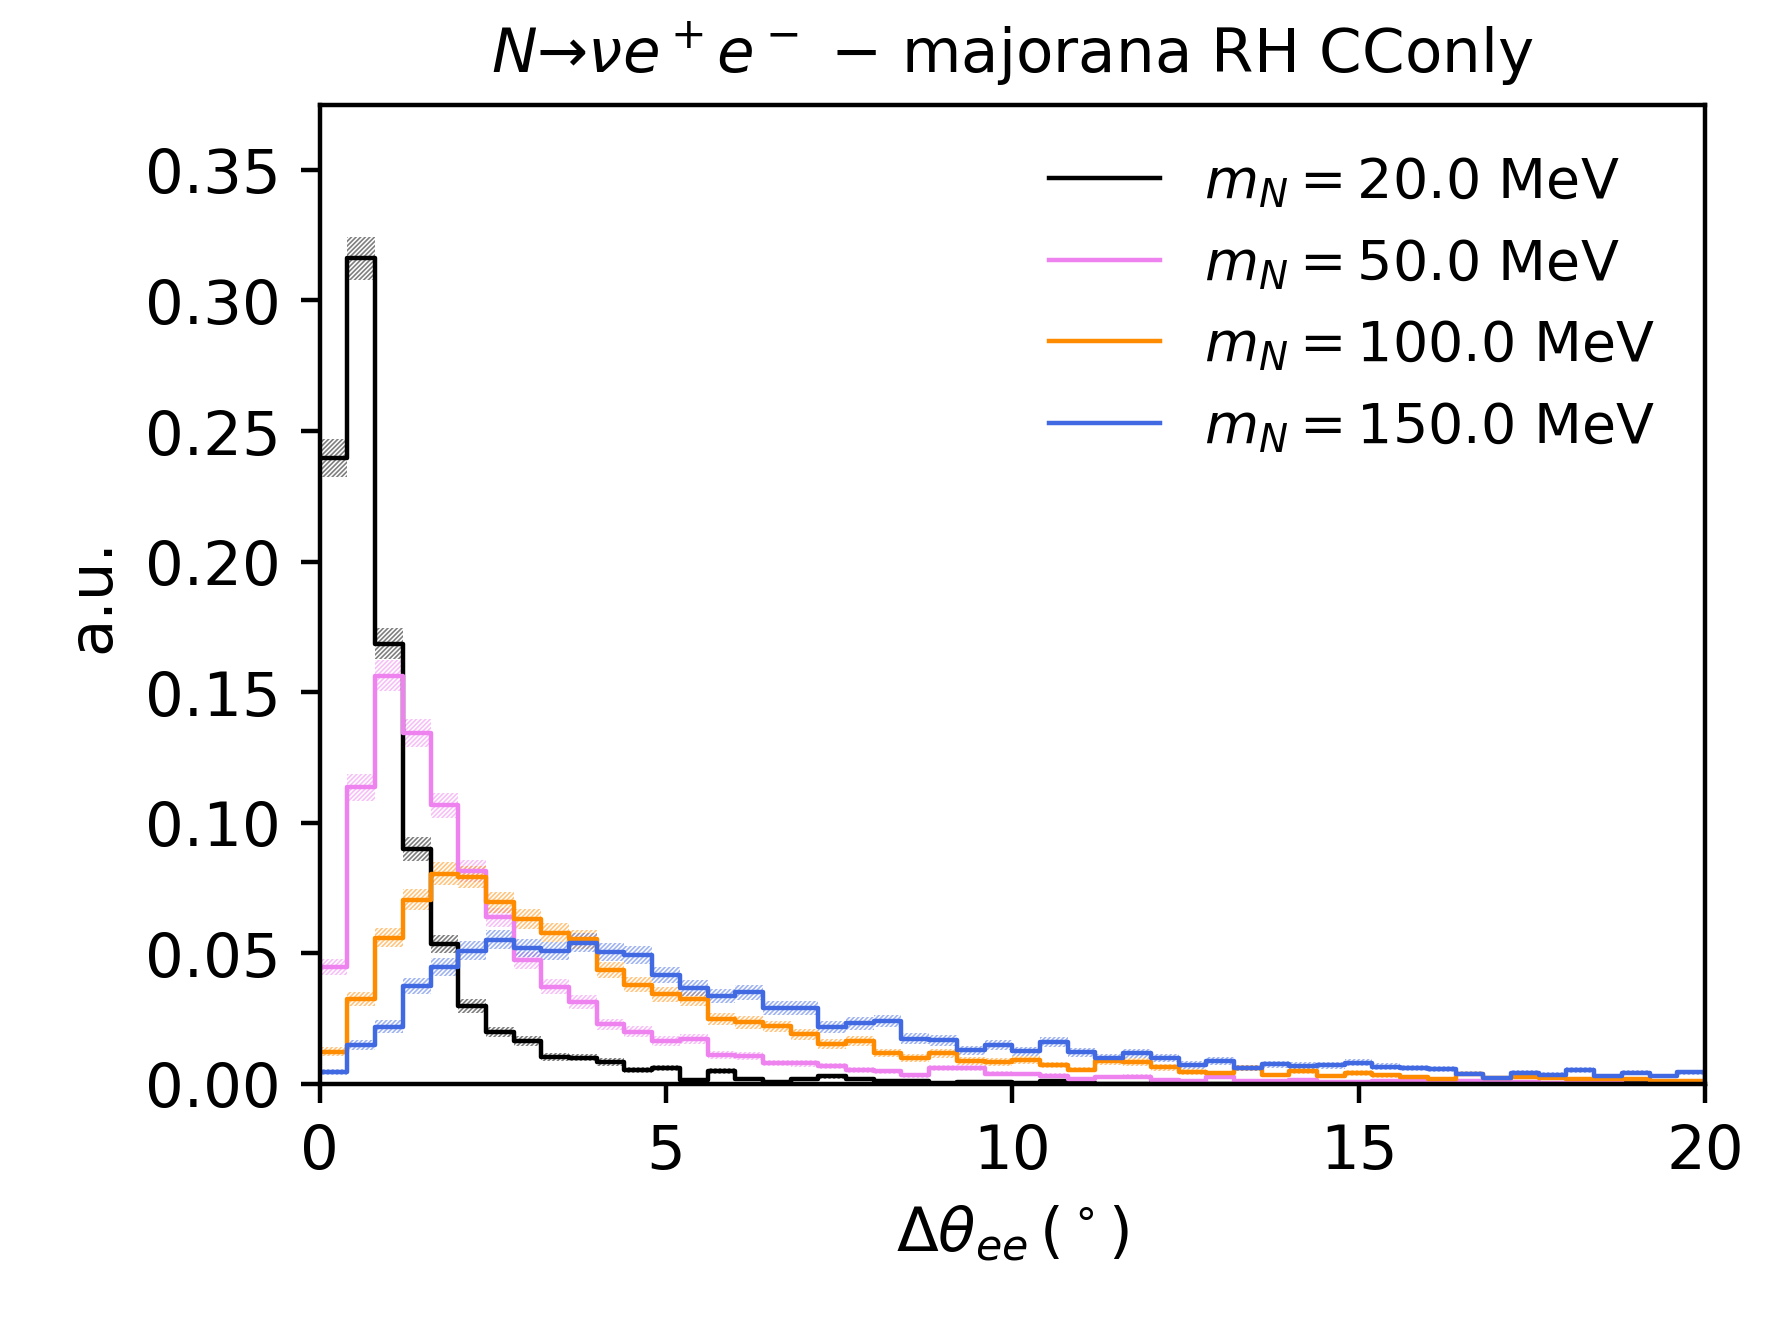 N→νe⁺e⁻ − majorana RH CConly
0.35
0.30
0.25
0.20
0.15
0.10
0.05
0.00
a.u.
m_N = 20.0 MeV
m_N = 50.0 MeV
m_N = 100.0 MeV
m_N = 150.0 MeV
0 5 10 15 20
Δθ_ee (°)